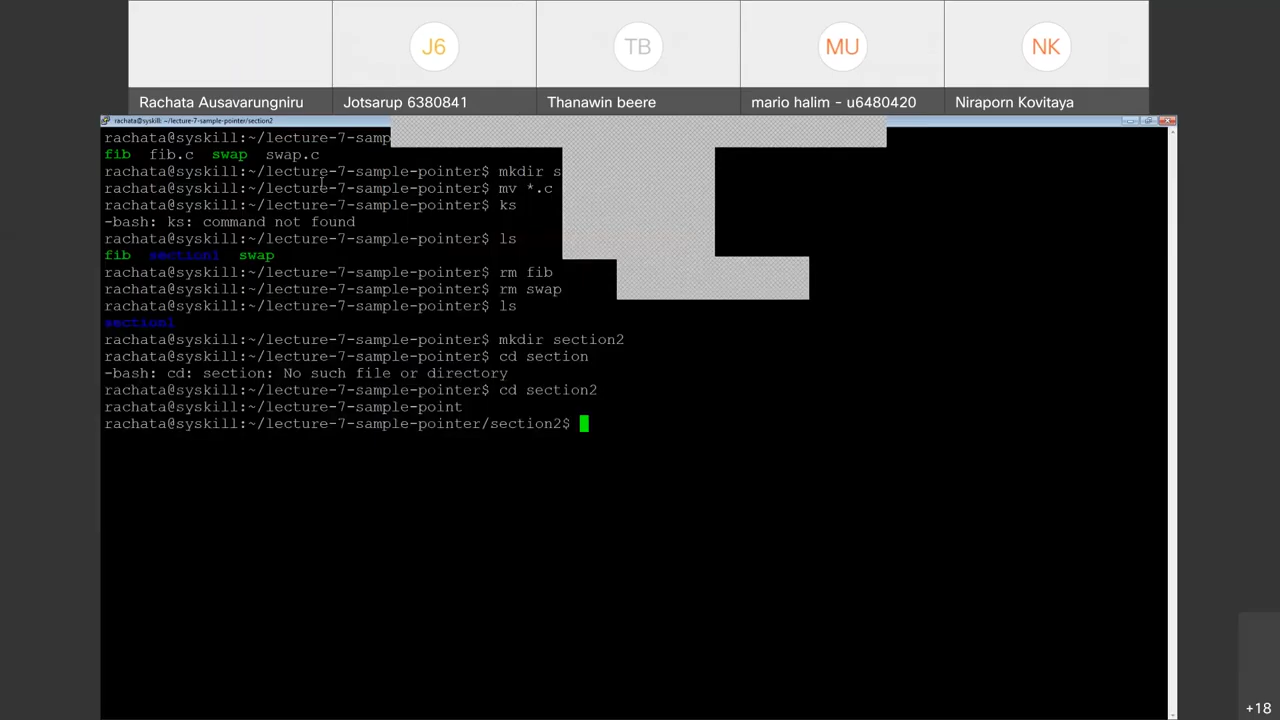 J6
TB
MU
NK
Rachata Ausavarungniru
Jotsarup 6380841
Thanawin beere
mario halim - u6480420
Niraporn Kovitaya
rachata@syskill: ~/lecture-7-sample-pointer/section2
rachata@syskill:~/lecture-7-samp
fib fib.c swap swap.c
rachata@syskill:~/lecture-7-sample-pointer$ mkdir s
rachata@syskill:~/lecture-7-sample-pointer$ mv *.c
rachata@syskill:~/lecture-7-sample-pointer$ ks
-bash: ks: command not found
rachata@syskill:~/lecture-7-sample-pointer$ ls
fib section1 swap
rachata@syskill:~/lecture-7-sample-pointer$ rm fib
rachata@syskill:~/lecture-7-sample-pointer$ rm swap
rachata@syskill:~/lecture-7-sample-pointer$ ls
section1
rachata@syskill:~/lecture-7-sample-pointer$ mkdir section2
rachata@syskill:~/lecture-7-sample-pointer$ cd section
-bash: cd: section: No such file or directory
rachata@syskill:~/lecture-7-sample-pointer$ cd section2
rachata@syskill:~/lecture-7-sample-point
rachata@syskill:~/lecture-7-sample-pointer/section2$
+18